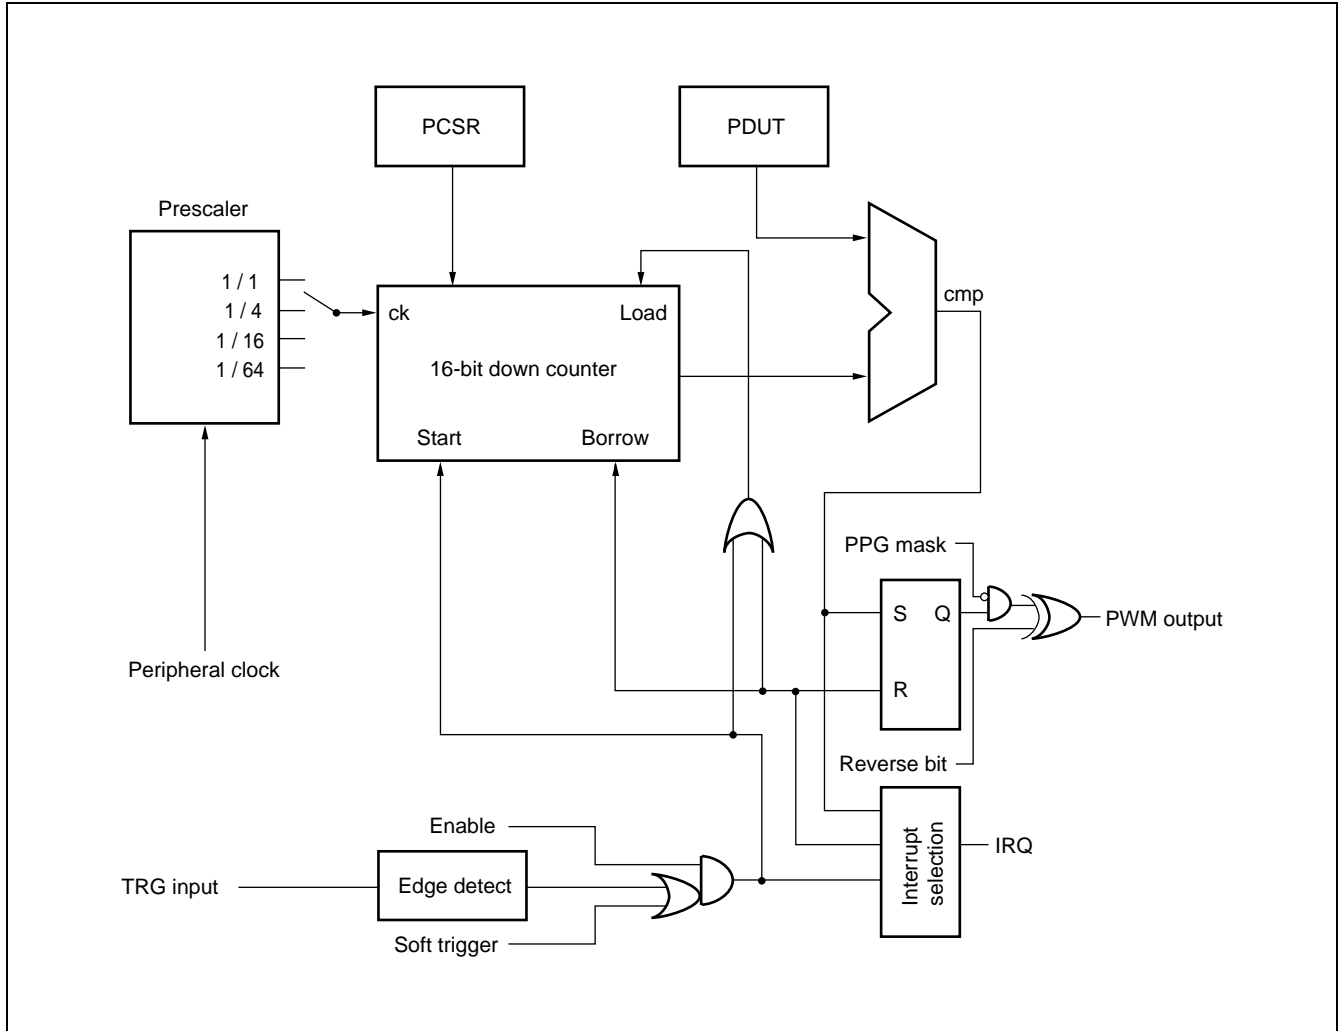 PCSR
PDUT
Prescaler
1 / 1
1 / 4
1 / 16
1 / 64
ck
Load
16-bit down counter
Start
Borrow
cmp
PPG mask
S
Q
R
PWM output
Peripheral clock
Reverse bit
Enable
TRG input
Edge detect
Soft trigger
Interrupt
selection
IRQ